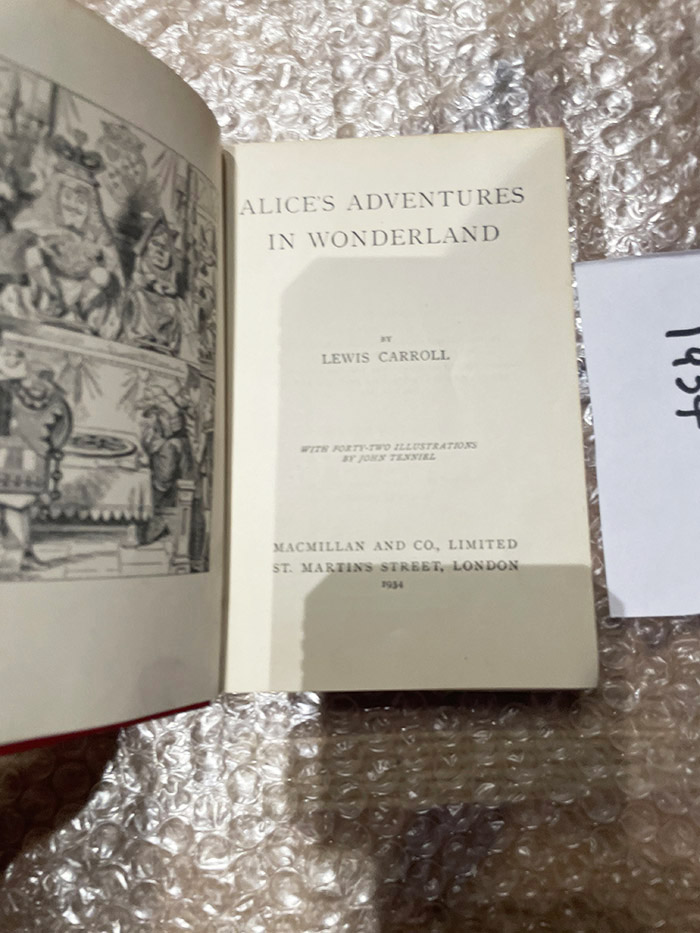 ALICE'S ADVENTURES
IN WONDERLAND
BY
LEWIS CARROLL
WITH FORTY-TWO ILLUSTRATIONS
BY JOHN TENNIEL
MACMILLAN AND CO., LIMITED
ST. MARTIN'S STREET, LONDON
1934
1934